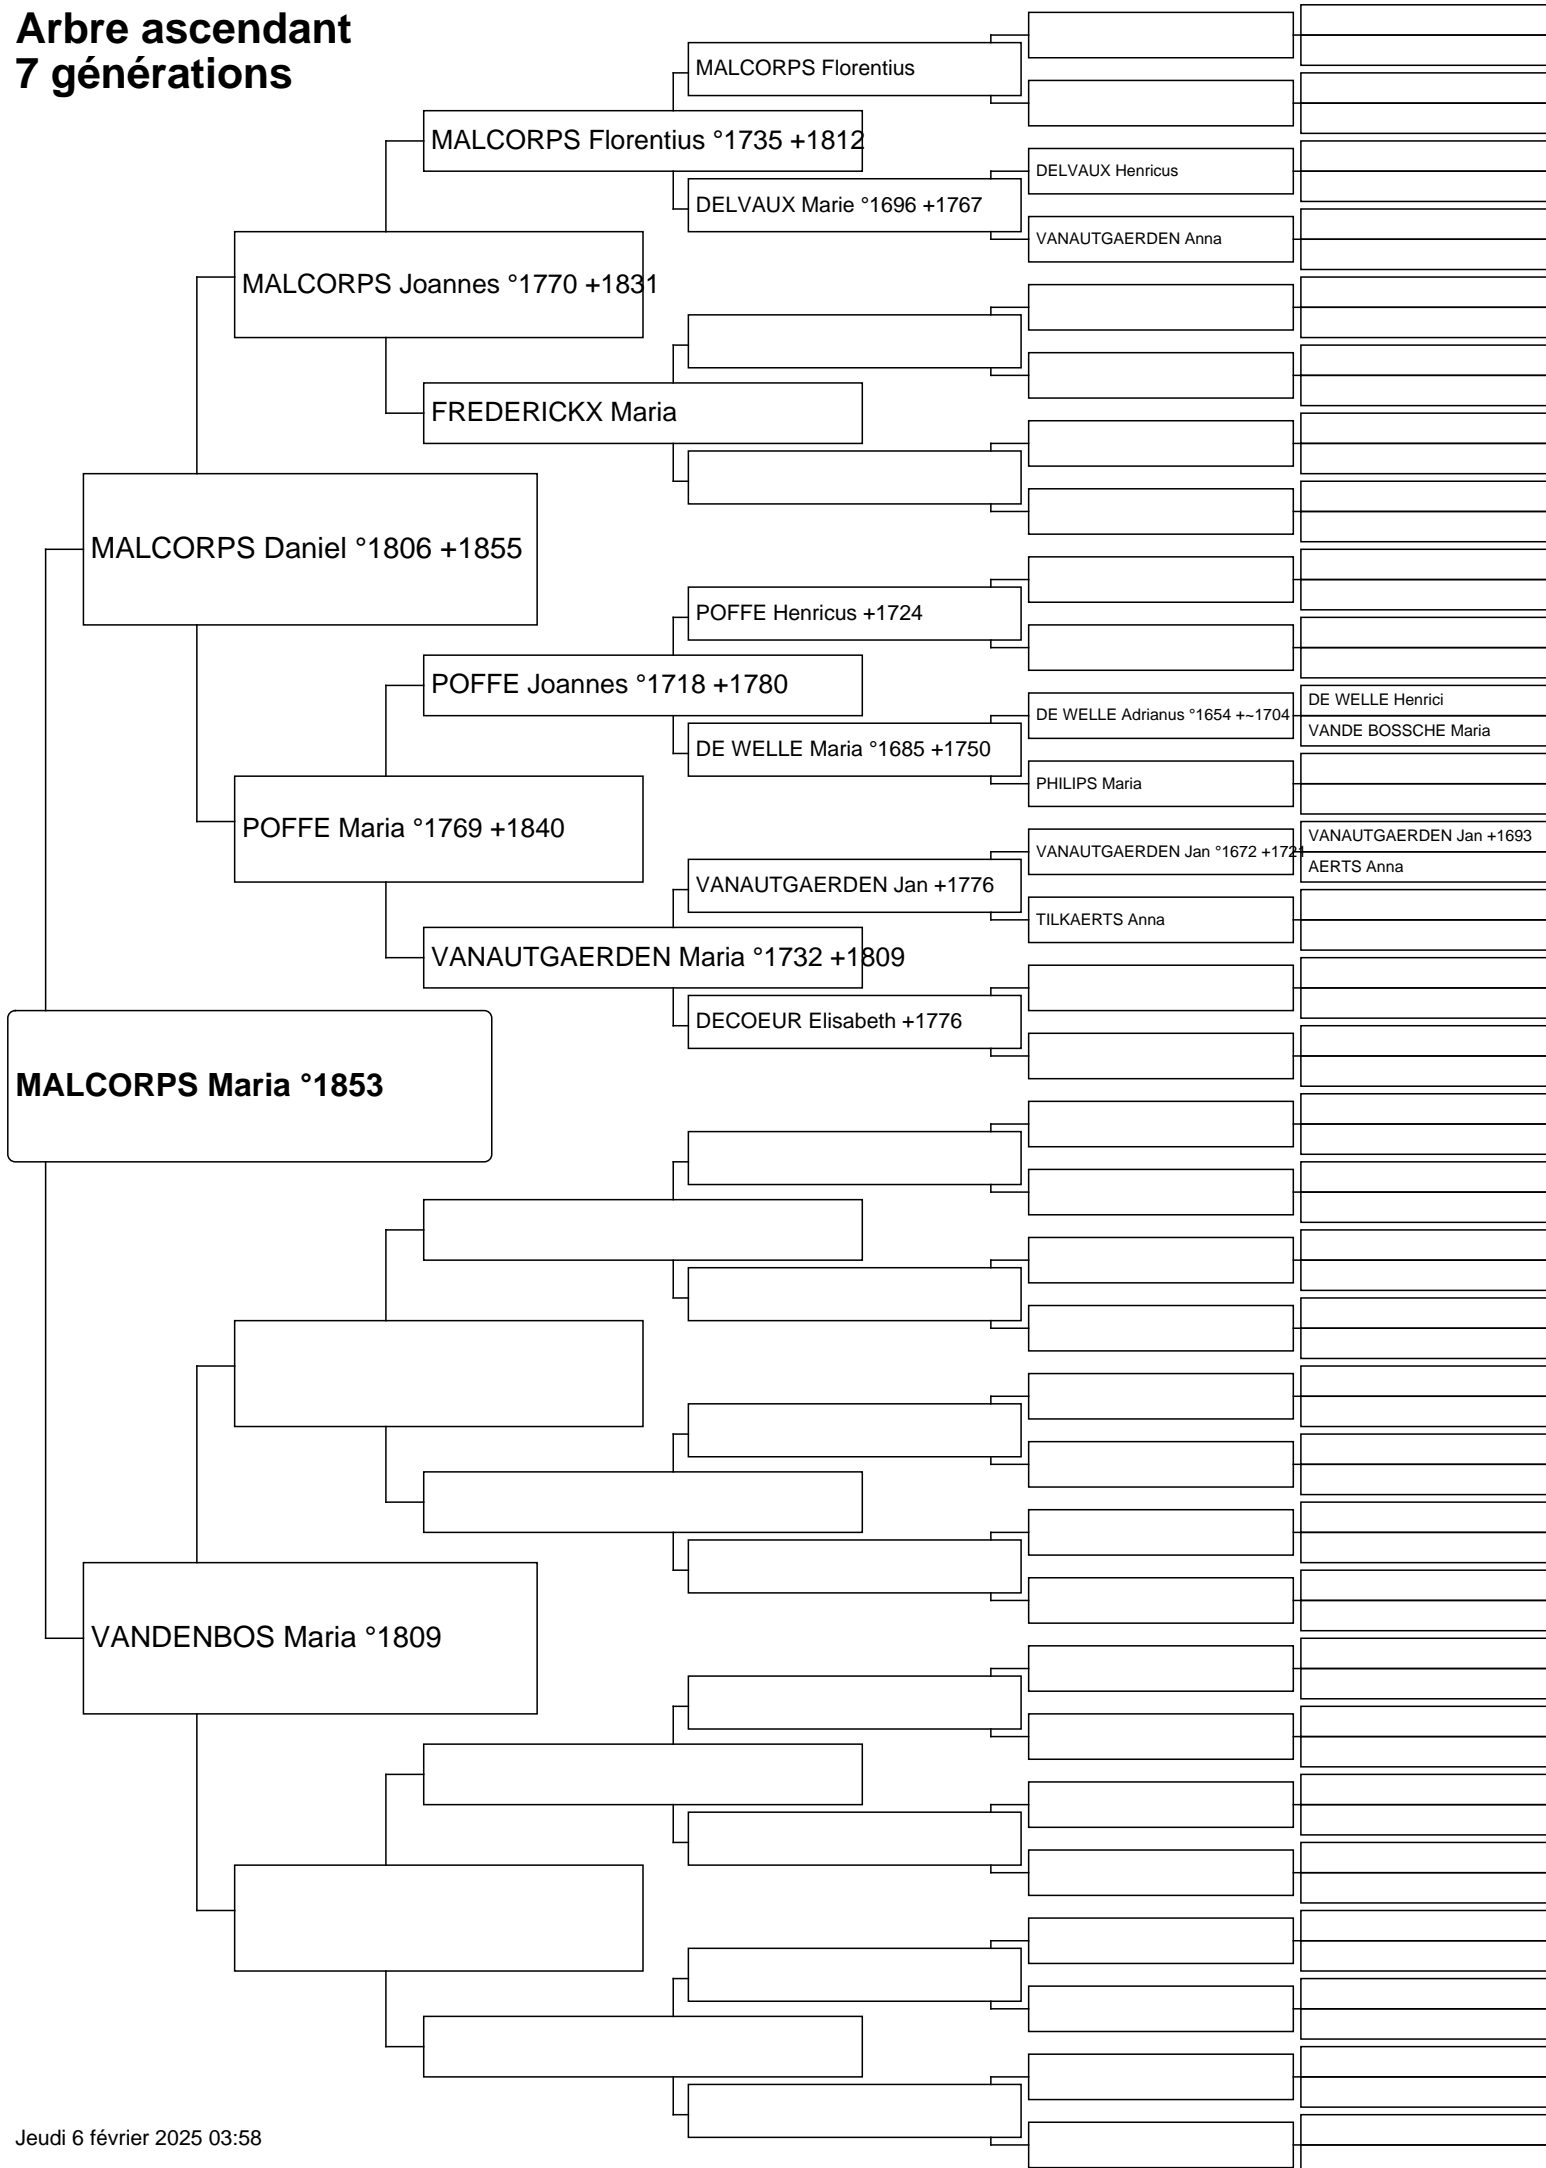 Arbre ascendant
7 générations
MALCORPS Florentius
MALCORPS Florentius °1735 +1812
DELVAUX Henricus
DELVAUX Marie °1696 +1767
VANAUTGAERDEN Anna
MALCORPS Joannes °1770 +1831
FREDERICKX Maria
MALCORPS Daniel °1806 +1855
POFFE Henricus +1724
POFFE Joannes °1718 +1780
DE WELLE Henrici
DE WELLE Adrianus °1654 +~1704
VANDE BOSSCHE Maria
DE WELLE Maria °1685 +1750
PHILIPS Maria
POFFE Maria °1769 +1840
VANAUTGAERDEN Jan +1693
VANAUTGAERDEN Jan °1672 +1721
AERTS Anna
VANAUTGAERDEN Jan +1776
TILKAERTS Anna
VANAUTGAERDEN Maria °1732 +1809
DECOEUR Elisabeth +1776
MALCORPS Maria °1853
VANDENBOS Maria °1809
Jeudi 6 février 2025 03:58